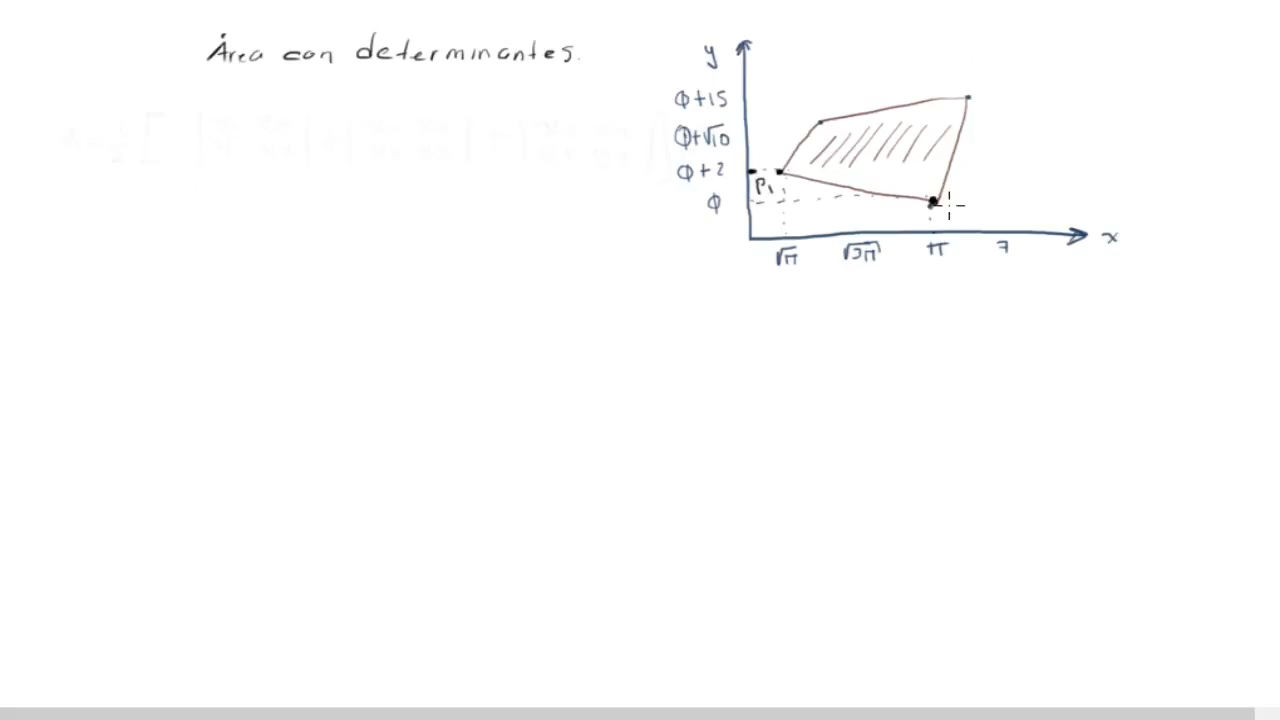 Área con determinantes.
y
φ+15
φ+√10
φ+2
P₁
φ
√π
√3π
π
7
x